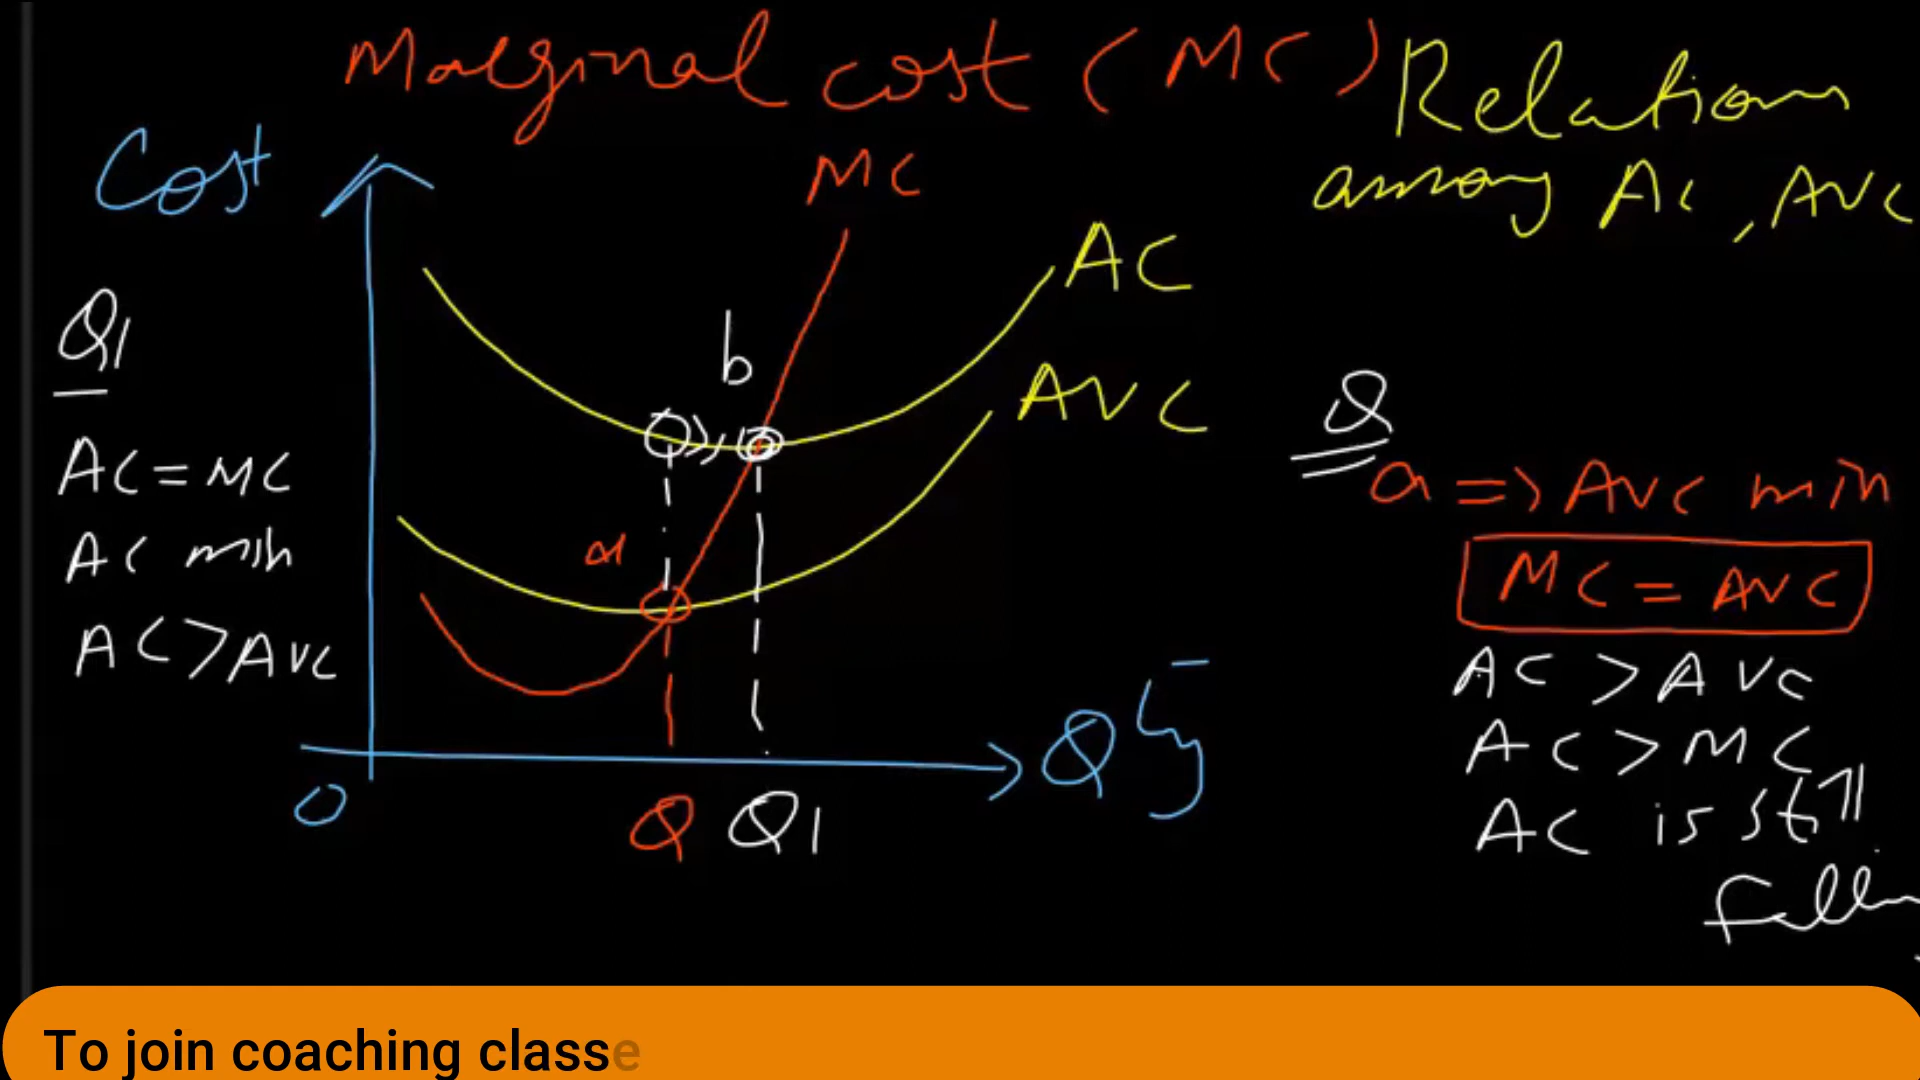 Marginal cost (MC)
Relation
among AC, AVC
Cost
MC
AC
AVC
b
a
Q1
AC = MC
AC min
AC > AVC
Q
a => AVC min
MC = AVC
AC > AVC
AC > MC
AC is still
falling
O
Q
Q1
Q
To join coaching classe